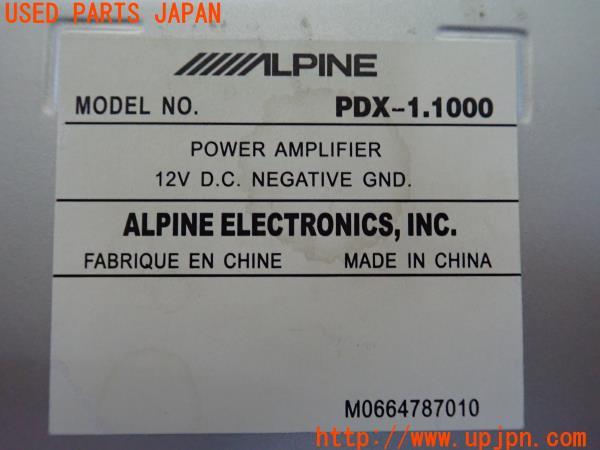 USED PARTS JAPAN
ALPINE
MODEL NO. PDX-1.1000
POWER AMPLIFIER
12V D.C. NEGATIVE GND.
ALPINE ELECTRONICS, INC.
FABRIQUE EN CHINE MADE IN CHINA
M0664787010
http://www.upjpn.com